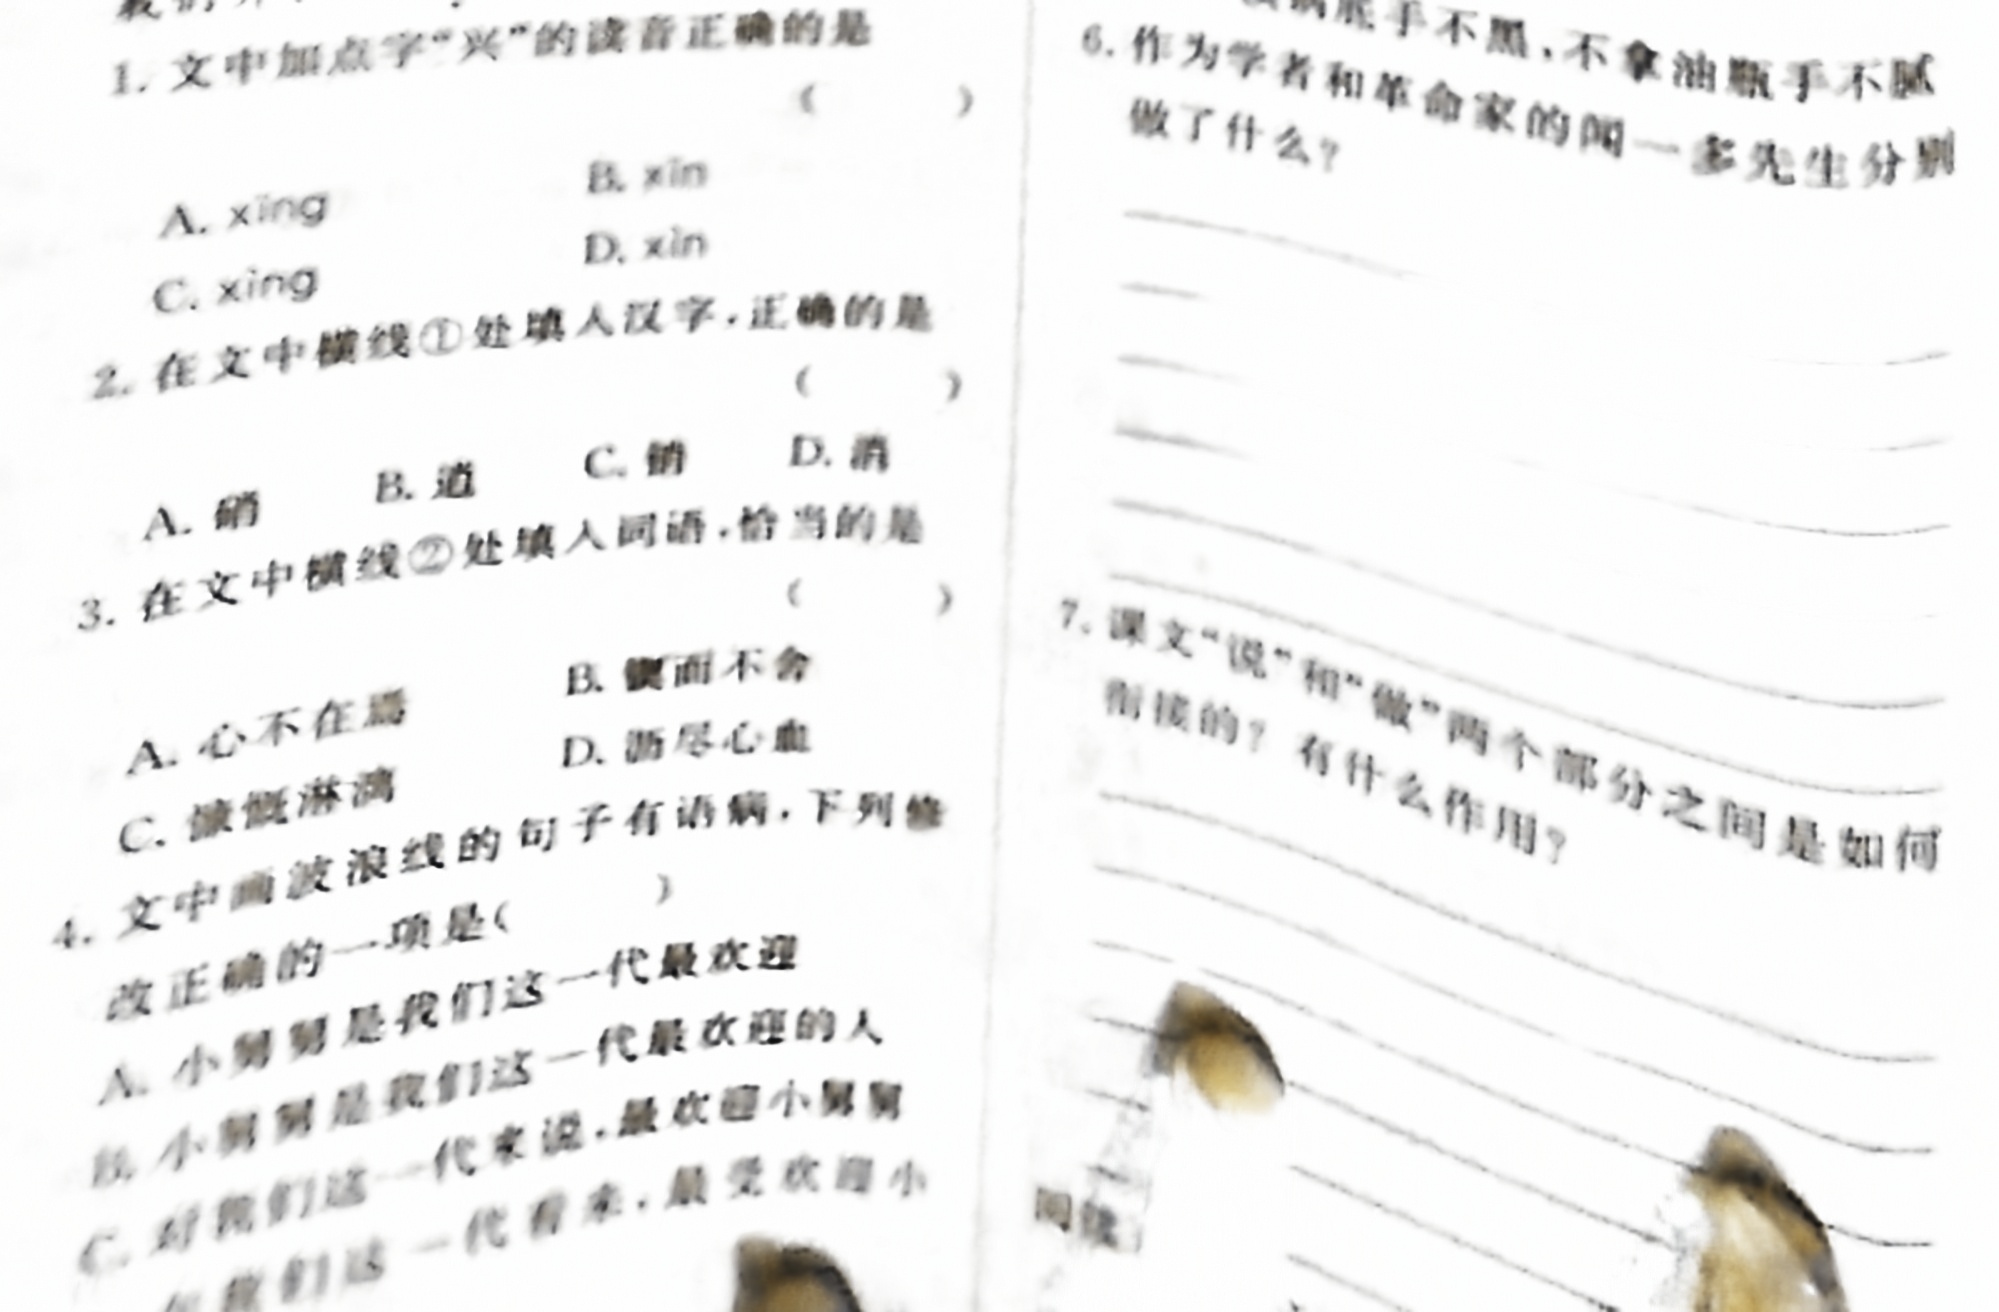 1. 文中加点字“兴”的读音正确的是
(        )
A. xīng    B. xīn
C. xìng    D. xìn
2. 在文中横线①处填入汉字,正确的是
(        )
A. 硝    B. 逍    C. 销    D. 消
3. 在文中横线②处填入词语,恰当的是
(        )
A. 心不在焉    B. 锲而不舍
C. 慷慨淋漓    D. 沥尽心血
4. 文中画波浪线的句子有语病,下列修
改正确的一项是(        )
A. 小舅舅是我们这一代最欢迎
B. 小舅舅是我们这一代最欢迎的人
C. 对我们这一代来说,最欢迎小舅舅
我们这一代看来,最受欢迎小
底手不黑,不拿油瓶手不腻
6. 作为学者和革命家的闻一多先生分别
做了什么?
7. 课文“说”和“做”两个部分之间是如何
衔接的? 有什么作用?
阅读